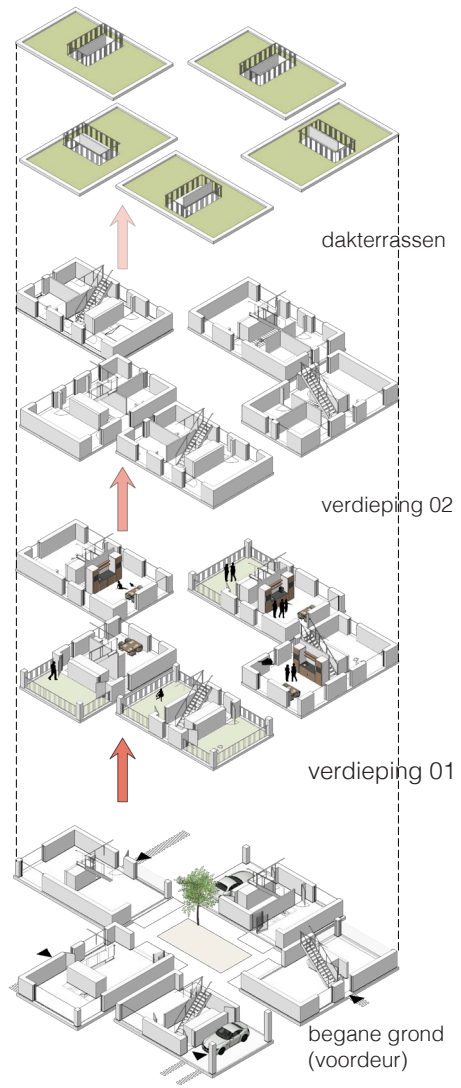 dakterrassen
verdieping 02
verdieping 01
begane grond
(voordeur)